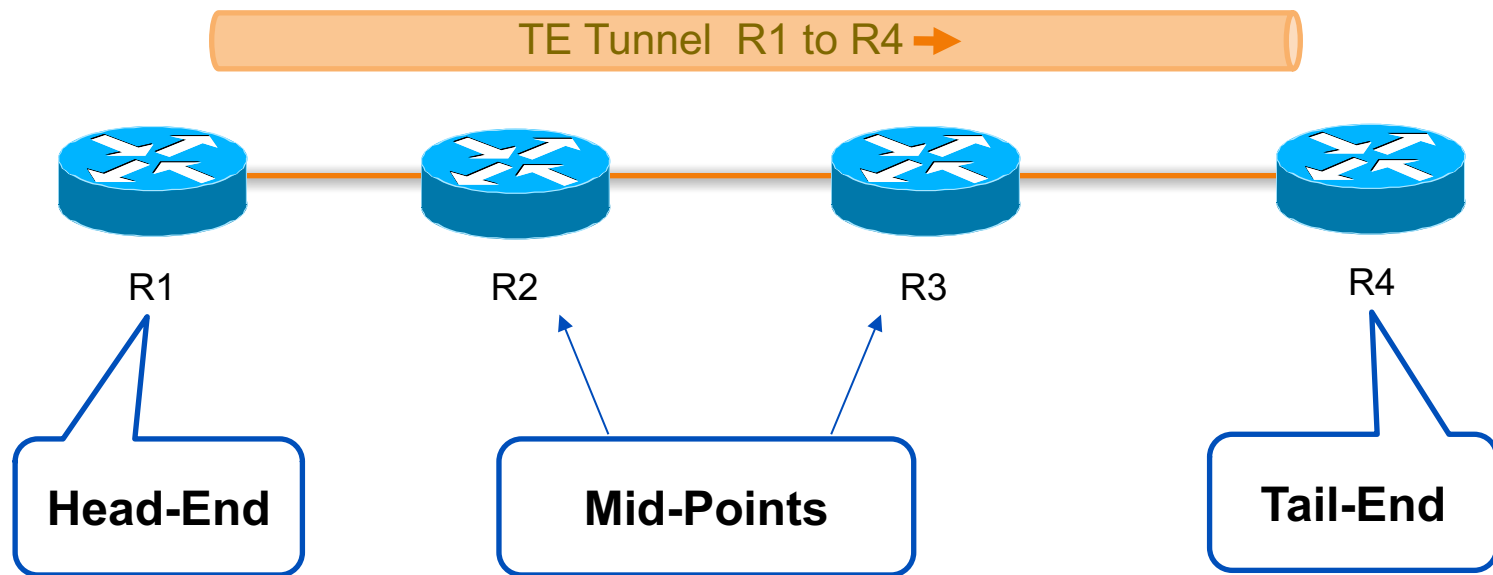 TE Tunnel R1 to R4
R1
R2
R3
R4
Head-End
Mid-Points
Tail-End